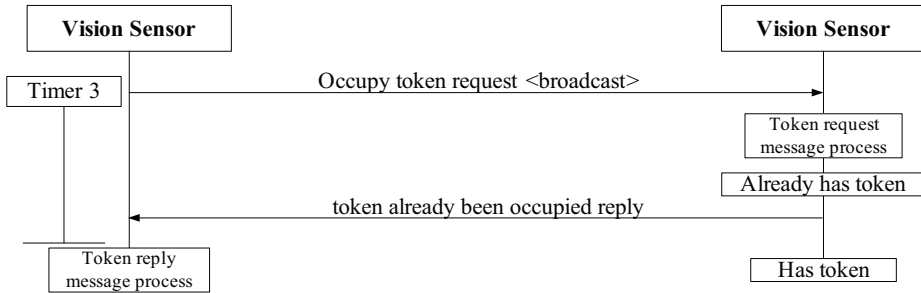 Vision Sensor
Vision Sensor
Timer 3
Occupy token request <broadcast>
Token request
message process
Already has token
token already been occupied reply
Token reply
message process
Has token